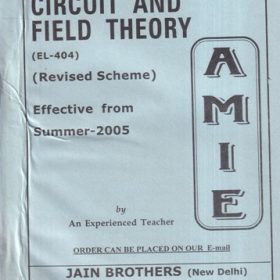 CIRCUIT AND
FIELD THEORY
(EL-404)
(Revised Scheme)
Effective from
Summer-2005
AMIE
by
An Experienced Teacher
ORDER CAN BE PLACED ON OUR E-mail
JAIN BROTHERS (New Delhi)